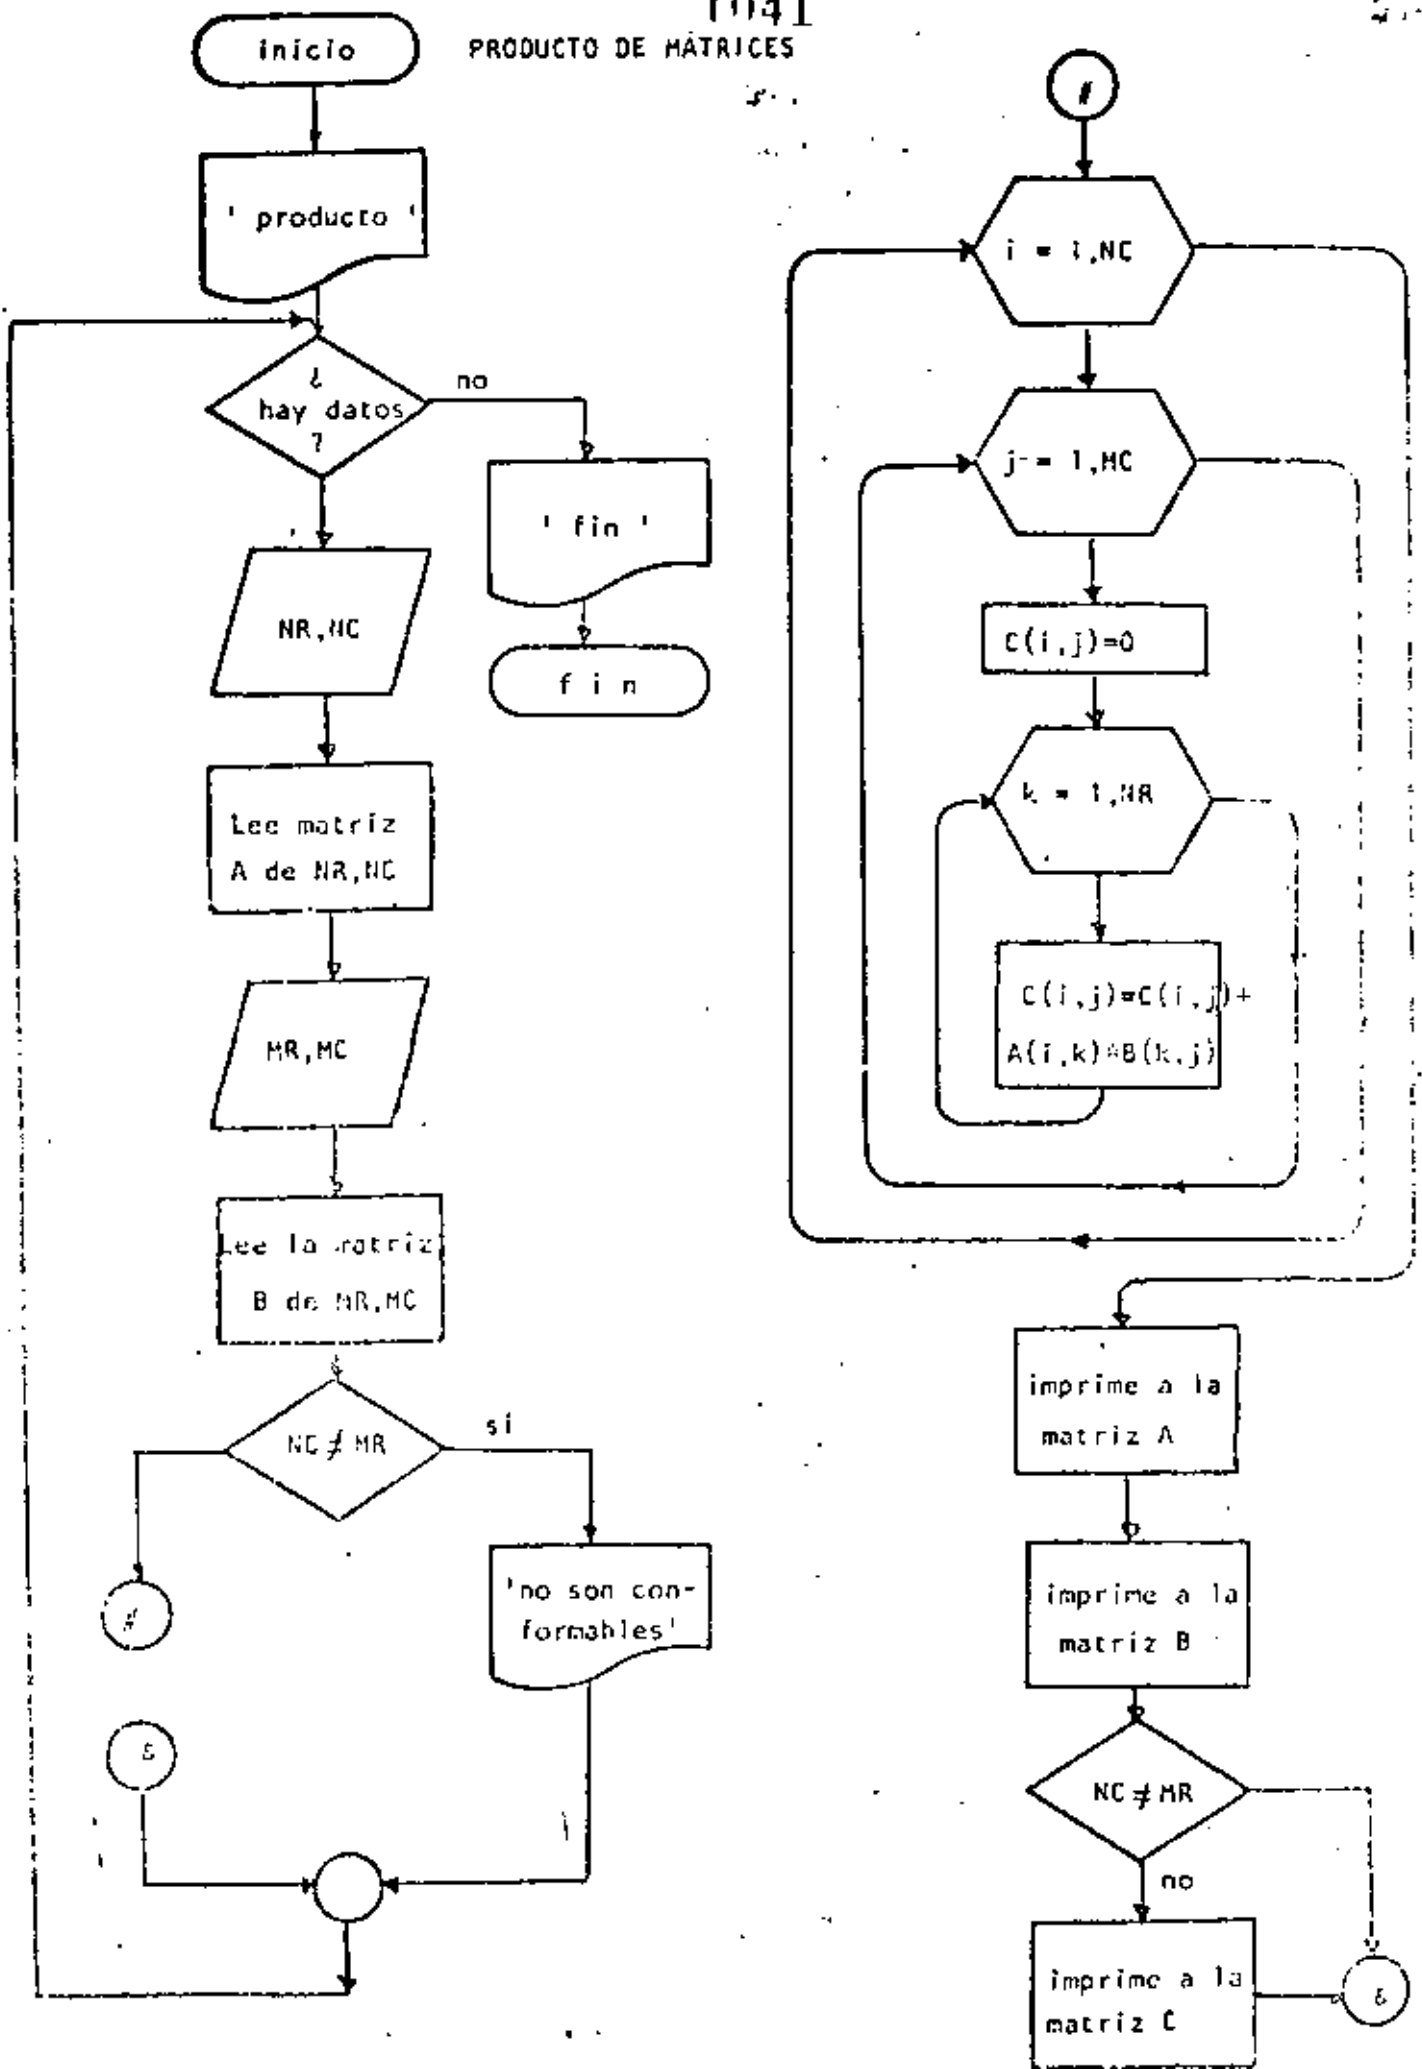 1041
PRODUCTO DE MATRICES
inicio
' producto '
¿
hay datos
?
no
' fin '
f i n
NR,NC
Lee matriz
A de NR,NC
MR,MC
Lee la matriz
B de MR,MC
NC ≠ MR
sí
'no son con-
formables'
#
&
#
i = 1,NC
j = 1,MC
C(i,j)=0
k = 1,NR
C(i,j)=C(i,j)+
A(i,k)*B(k,j)
imprime a la
matriz A
imprime a la
matriz B
NC ≠ MR
no
imprime a la
matriz C
&